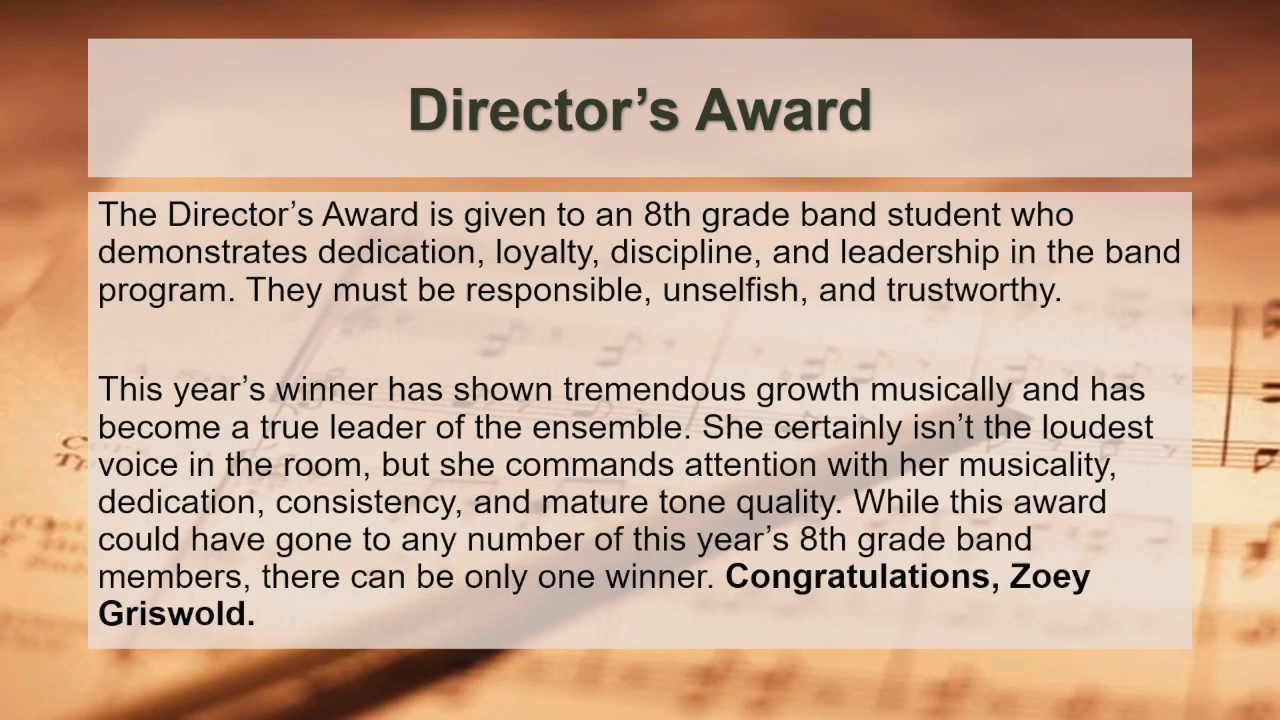 Director’s Award
The Director’s Award is given to an 8th grade band student who
demonstrates dedication, loyalty, discipline, and leadership in the band
program. They must be responsible, unselfish, and trustworthy.
This year’s winner has shown tremendous growth musically and has
become a true leader of the ensemble. She certainly isn’t the loudest
voice in the room, but she commands attention with her musicality,
dedication, consistency, and mature tone quality. While this award
could have gone to any number of this year’s 8th grade band
members, there can be only one winner. Congratulations, Zoey
Griswold.